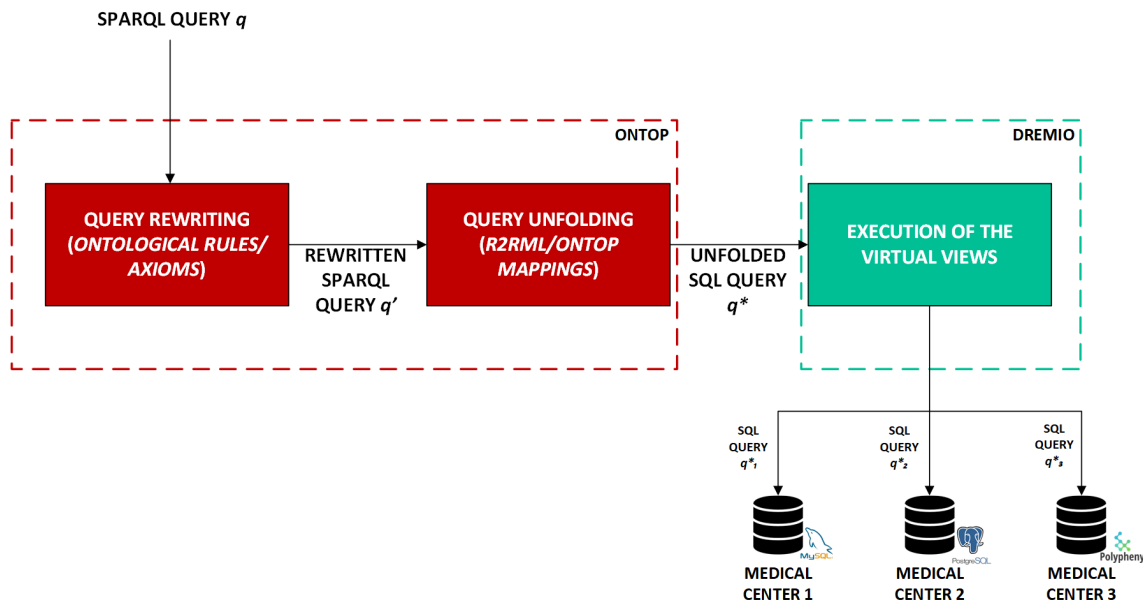 SPARQL QUERY q
ONTOP
DREMIO
QUERY REWRITING
(ONTOLOGICAL RULES/
AXIOMS)
REWRITTEN
SPARQL
QUERY q’
QUERY UNFOLDING
(R2RML/ONTOP
MAPPINGS)
UNFOLDED
SQL QUERY
q*
EXECUTION OF THE
VIRTUAL VIEWS
SQL
QUERY
q*₁
SQL
QUERY
q*₂
SQL
QUERY
q*₃
MySQL
PostgreSQL
Polypheny
MEDICAL
CENTER 1
MEDICAL
CENTER 2
MEDICAL
CENTER 3